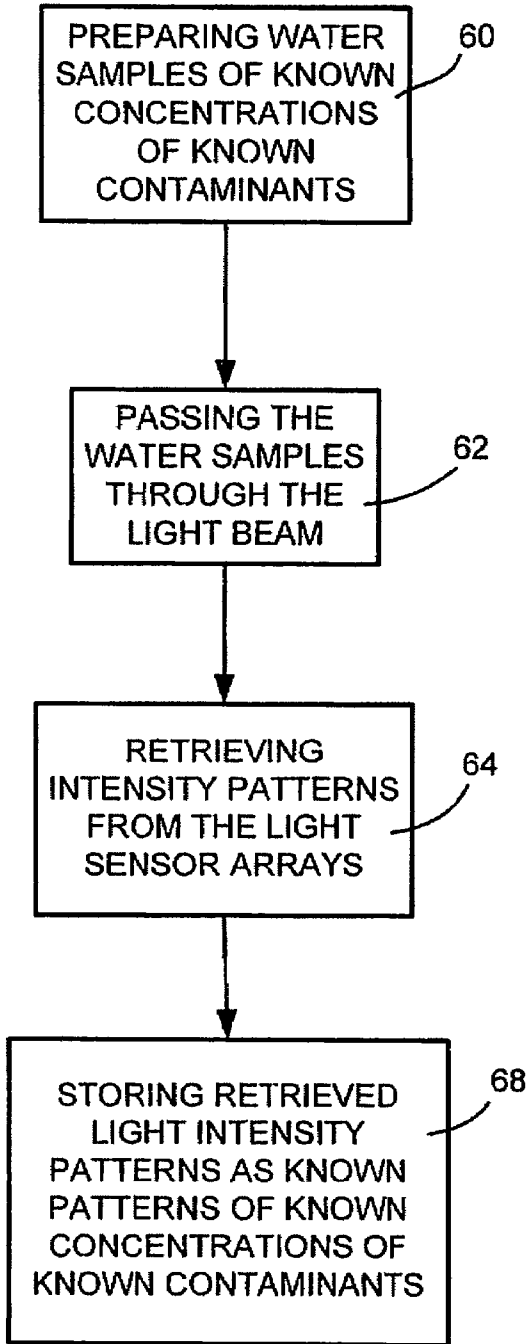 PREPARING WATER
SAMPLES OF KNOWN
CONCENTRATIONS
OF KNOWN
CONTAMINANTS
60
PASSING THE
WATER SAMPLES
THROUGH THE
LIGHT BEAM
62
RETRIEVING
INTENSITY PATTERNS
FROM THE LIGHT
SENSOR ARRAYS
64
STORING RETRIEVED
LIGHT INTENSITY
PATTERNS AS KNOWN
PATTERNS OF KNOWN
CONCENTRATIONS OF
KNOWN CONTAMINANTS
68